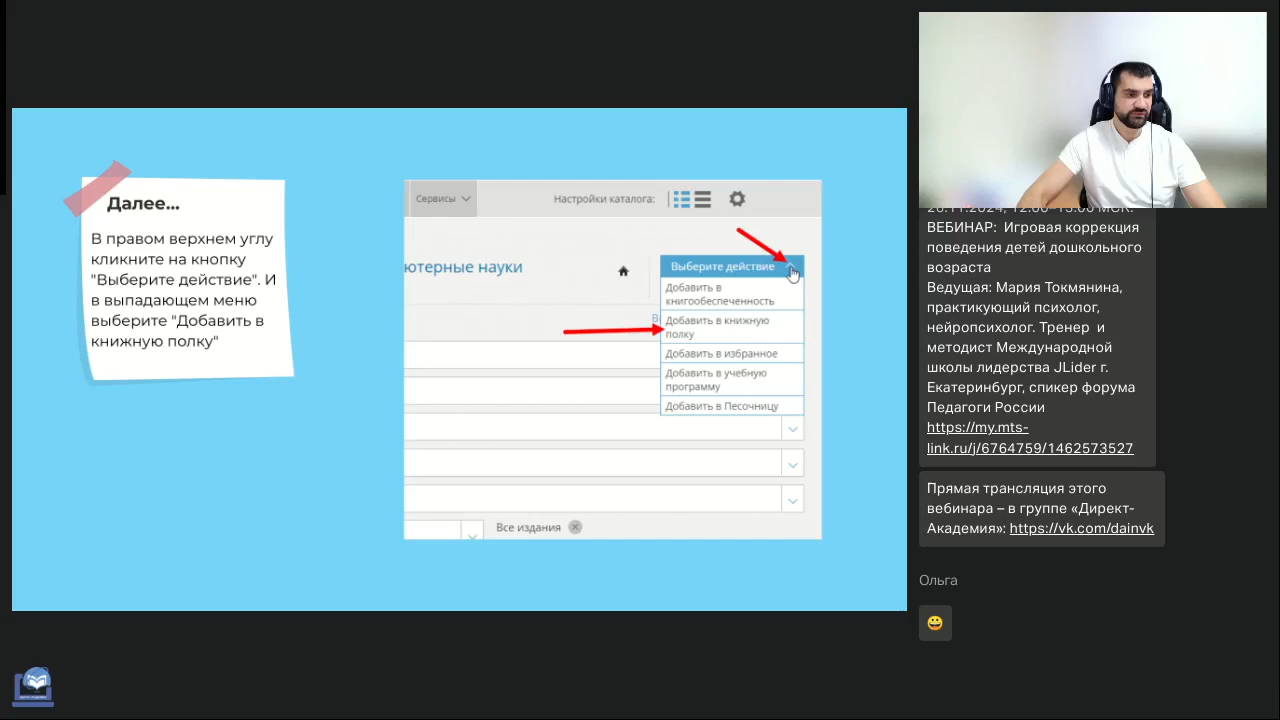 Далее...
В правом верхнем углу
кликните на кнопку
"Выберите действие". И
в выпадающем меню
выберите "Добавить в
книжную полку"
Сервисы
Настройки каталога:
ютерные науки
Выберите действие
Добавить в
книгообеспеченность
Добавить в книжную
полку
Добавить в избранное
Добавить в учебную
программу
Добавить в Песочницу
Все издания
ВЕБИНАР: Игровая коррекция
поведения детей дошкольного
возраста
Ведущая: Мария Токмянина,
практикующий психолог,
нейропсихолог. Тренер и
методист Международной
школы лидерства JLider г.
Екатеринбург, спикер форума
Педагоги России
https://my.mts-
link.ru/j/6764759/1462573527
Прямая трансляция этого
вебинара – в группе «Директ-
Академия»: https://vk.com/dainvk
Ольга
😀